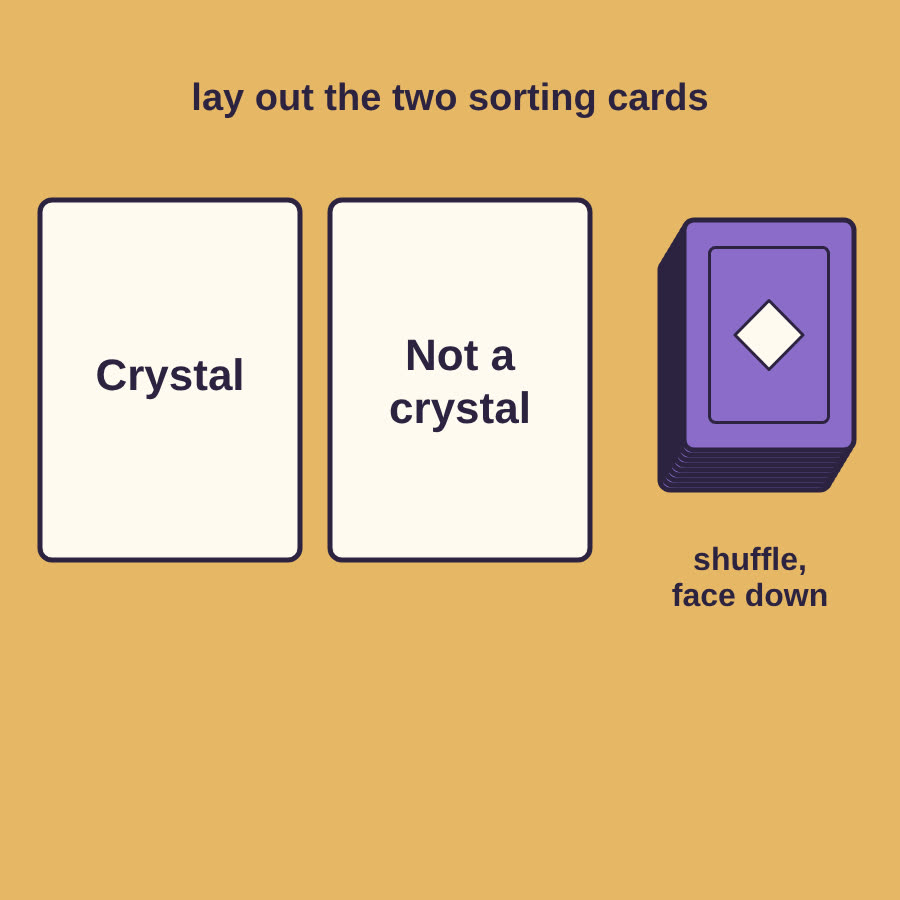 lay out the two sorting cards
Crystal
Not a
crystal
shuffle,
face down